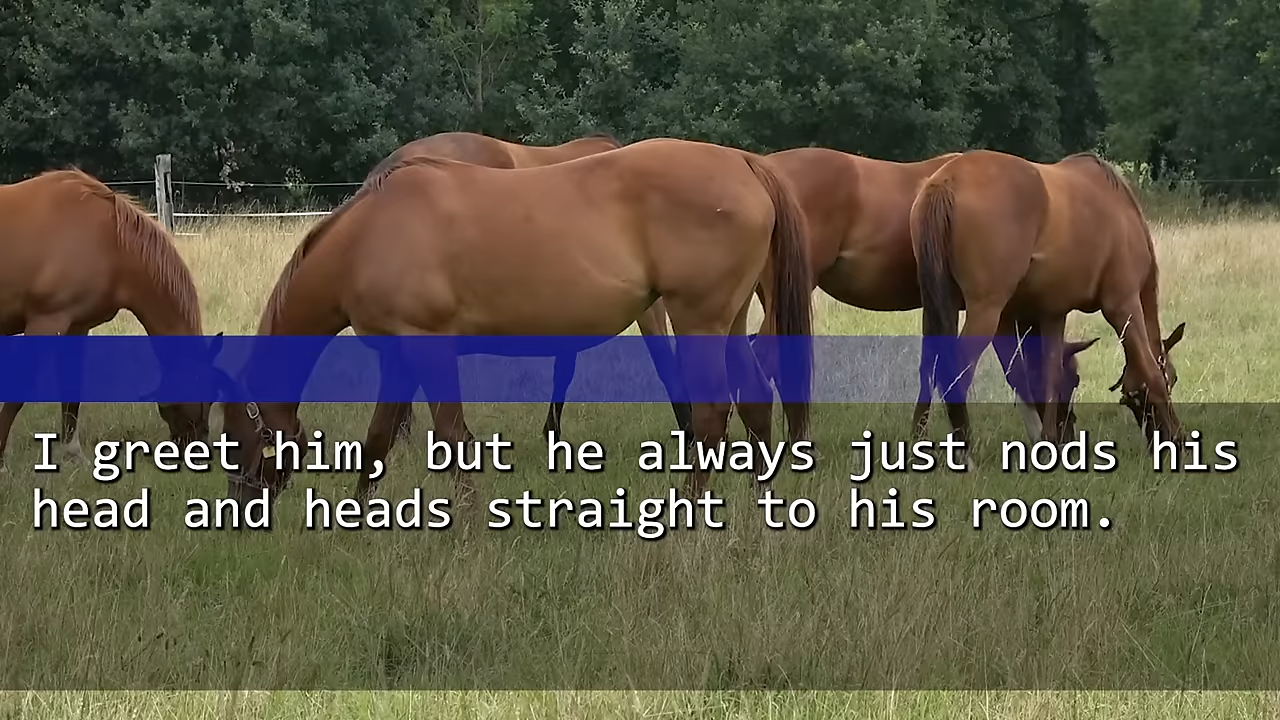 I greet him, but he always just nods his
head and heads straight to his room.